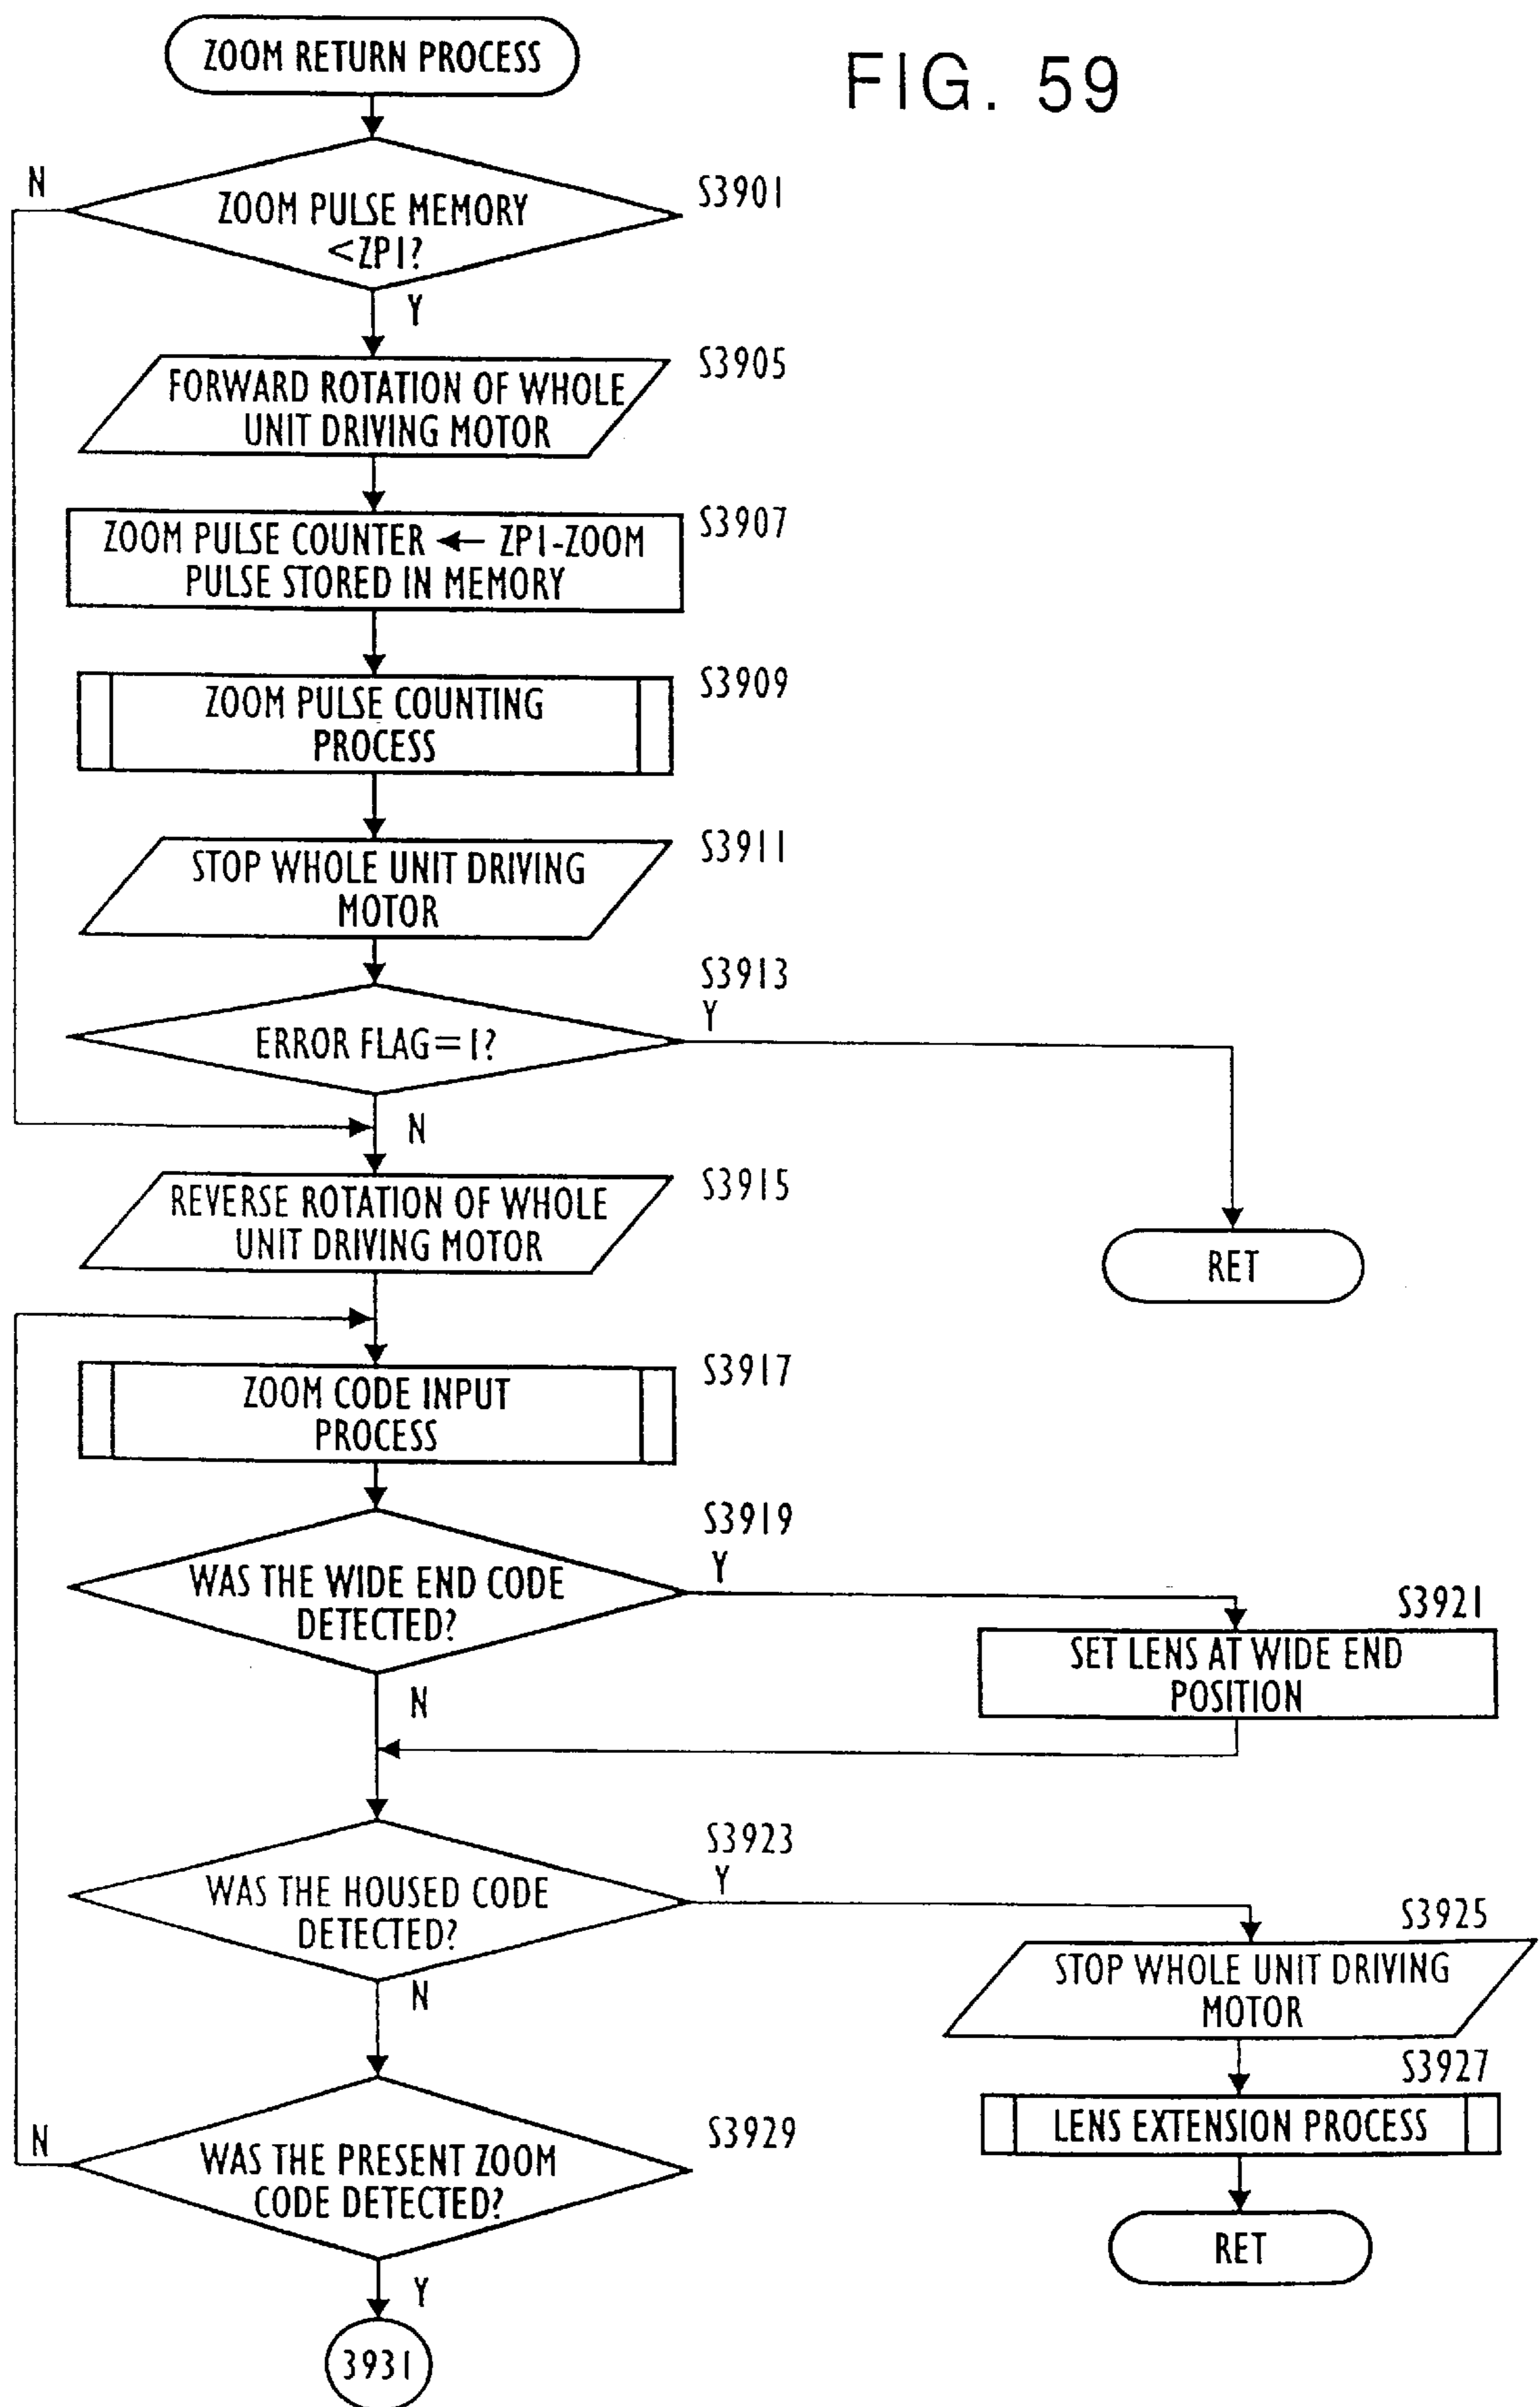 ZOOM RETURN PROCESS
FIG. 59
N
ZOOM PULSE MEMORY
<ZP1?
S3901
Y
S3905
FORWARD ROTATION OF WHOLE
UNIT DRIVING MOTOR
S3907
ZOOM PULSE COUNTER ← ZP1-ZOOM
PULSE STORED IN MEMORY
S3909
ZOOM PULSE COUNTING
PROCESS
S3911
STOP WHOLE UNIT DRIVING
MOTOR
S3913
Y
ERROR FLAG=1?
N
S3915
REVERSE ROTATION OF WHOLE
UNIT DRIVING MOTOR
RET
S3917
ZOOM CODE INPUT
PROCESS
S3919
Y
WAS THE WIDE END CODE
DETECTED?
S3921
SET LENS AT WIDE END
POSITION
N
S3923
Y
WAS THE HOUSED CODE
DETECTED?
S3925
STOP WHOLE UNIT DRIVING
MOTOR
N
S3927
LENS EXTENSION PROCESS
N
S3929
WAS THE PRESENT ZOOM
CODE DETECTED?
RET
Y
3931